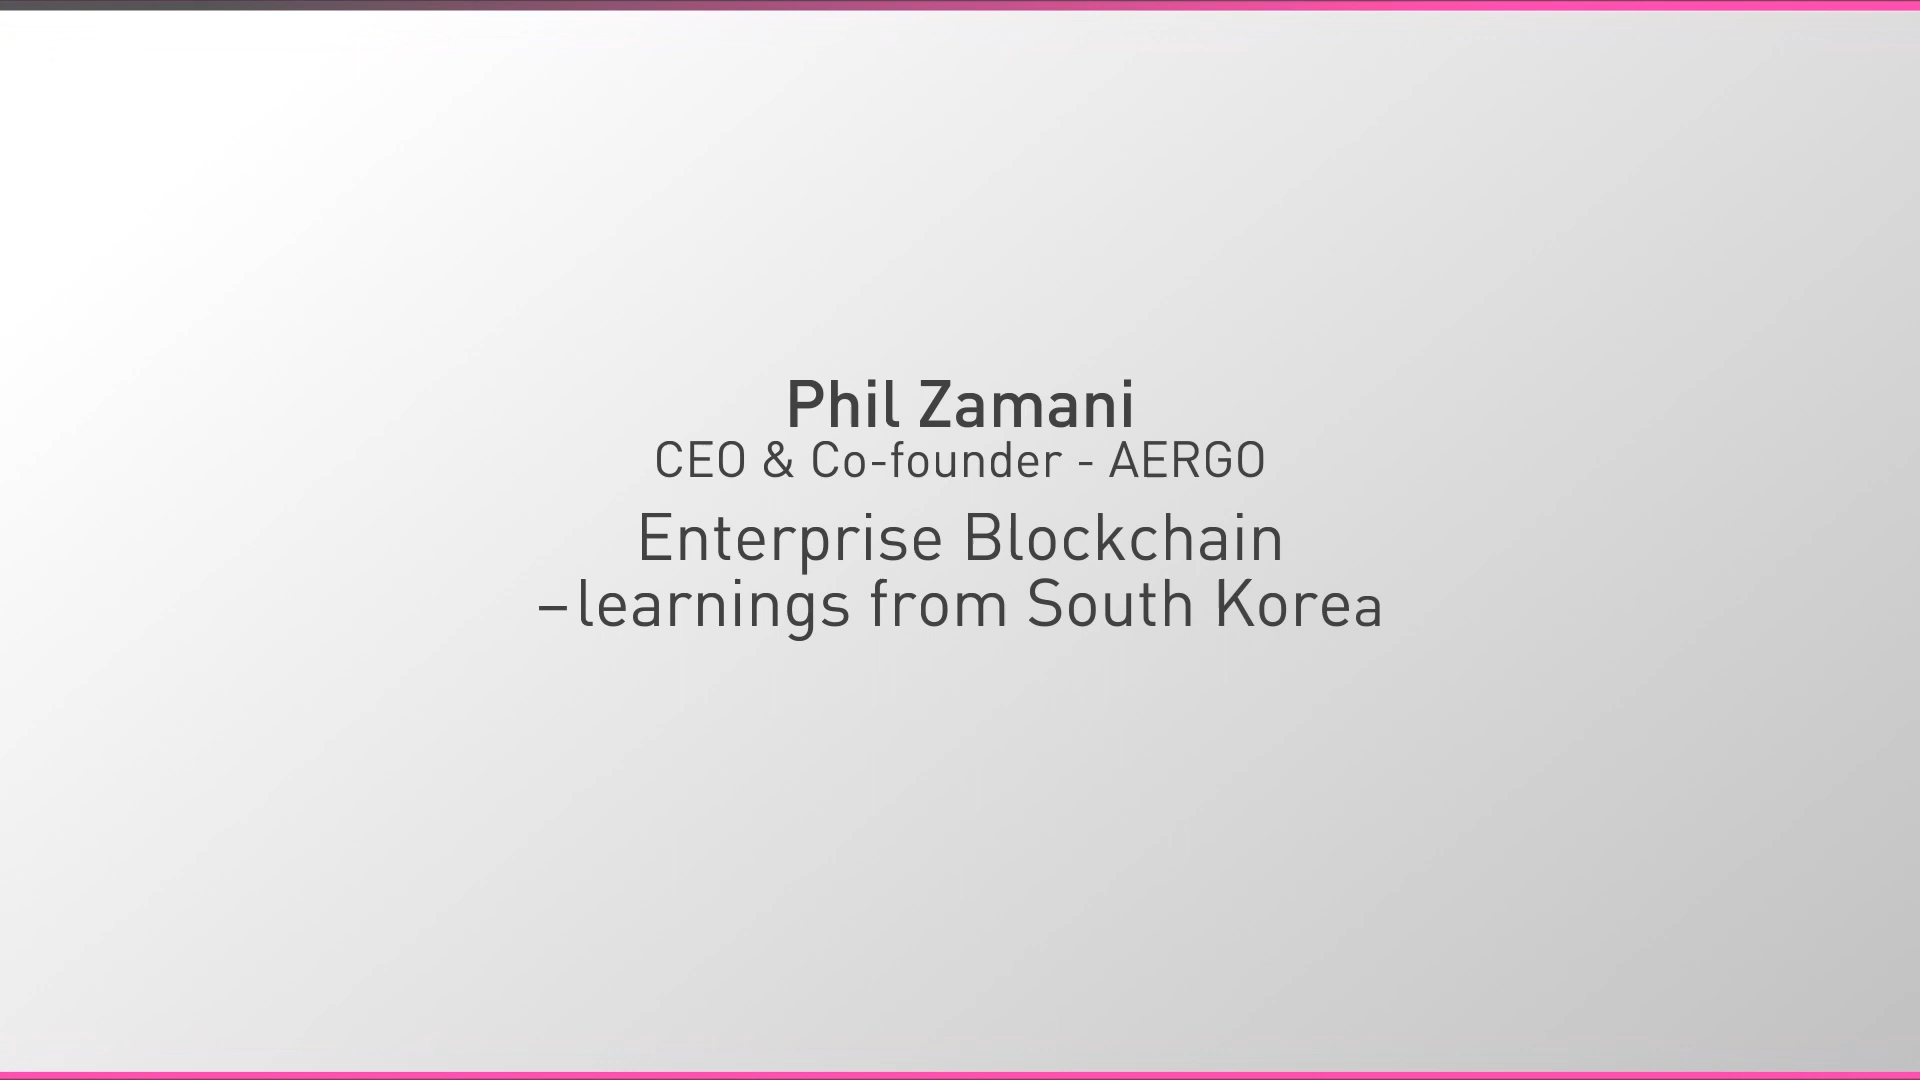 Phil Zamani
CEO & Co-founder - AERGO
Enterprise Blockchain
– learnings from South Korea